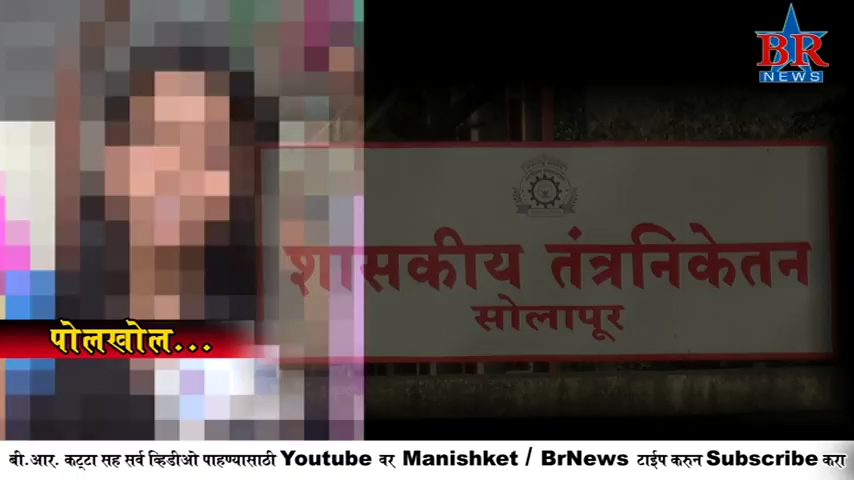 BR
NEWS
शासकीय तंत्रनिकेतन
सोलापूर
पोलखोल...
बी.आर. कट्टा सह सर्व व्हिडीओ पाहण्यासाठी Youtube वर Manishket / BrNews टाईप करुन Subscribe करा